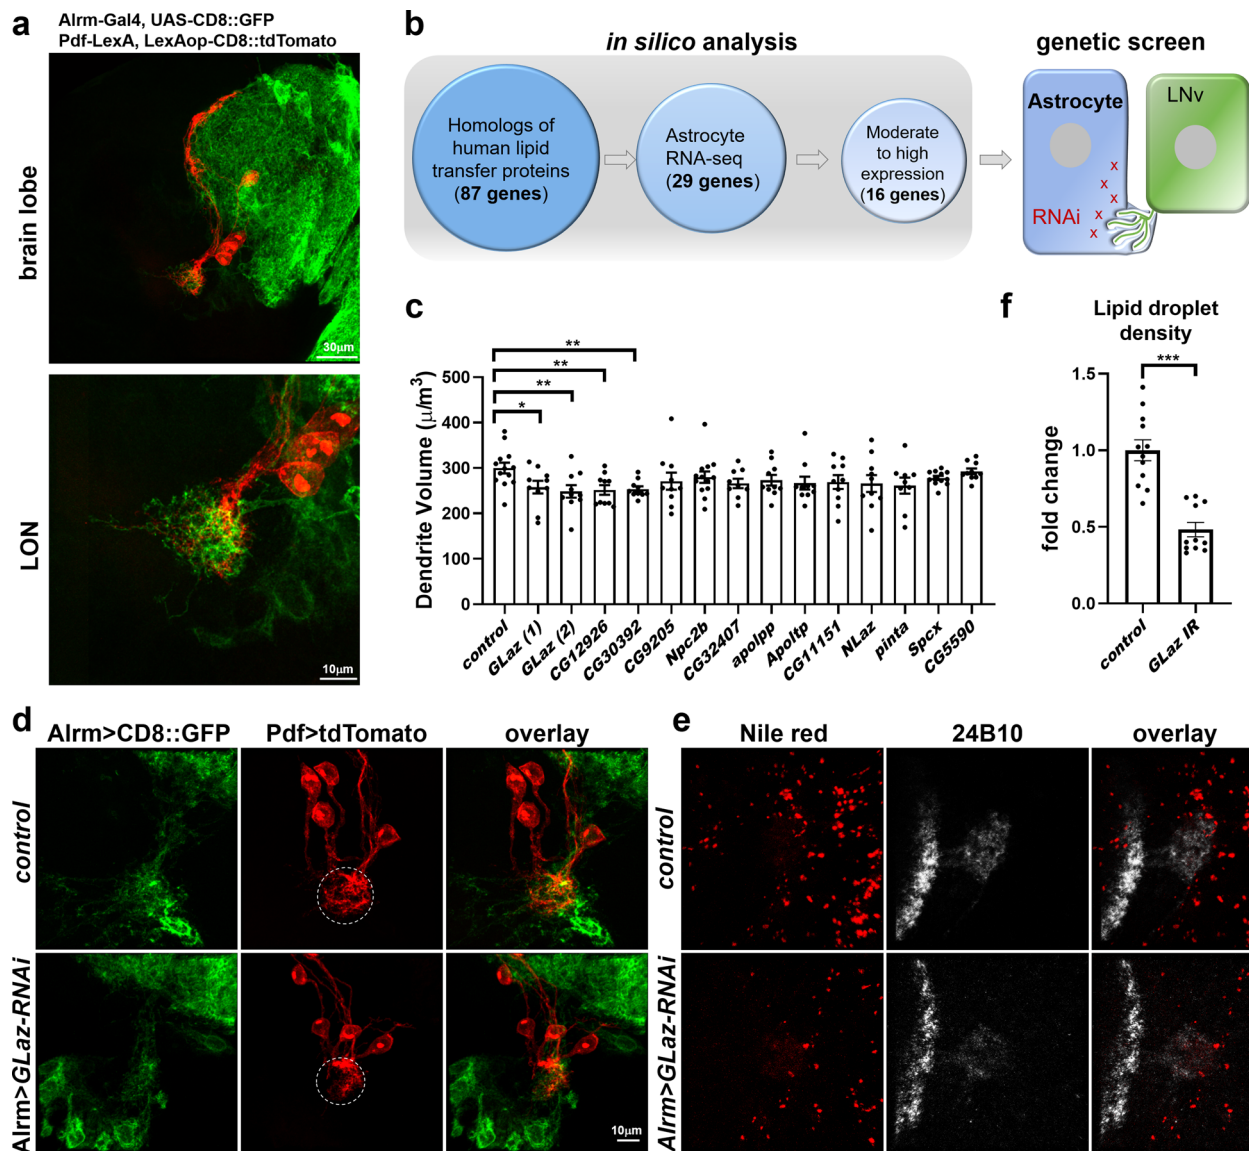 a
Alrm-Gal4, UAS-CD8::GFP
Pdf-LexA, LexAop-CD8::tdTomato
brain lobe
30μm
LON
10μm
b
in silico analysis
genetic screen
Homologs of
human lipid
transfer proteins
(87 genes)
Astrocyte
RNA-seq
(29 genes)
Moderate
to high
expression
(16 genes)
Astrocyte
LNv
x
x
x
x
x
RNAi
c
Dendrite Volume (μ/m³)
500
400
300
200
100
0
**
**
**
*
control
GLaz (1)
GLaz (2)
CG12926
CG30392
CG9205
Npc2b
CG32407
apolpp
Apoltp
CG11151
NLaz
pinta
Spcx
CG5590
f
Lipid droplet
density
***
fold change
1.5
1.0
0.5
0.0
control
GLaz IR
d
Alrm>CD8::GFP
Pdf>tdTomato
overlay
control
Alrm>GLaz-RNAi
10μm
e
Nile red
24B10
overlay
control
Alrm>GLaz-RNAi